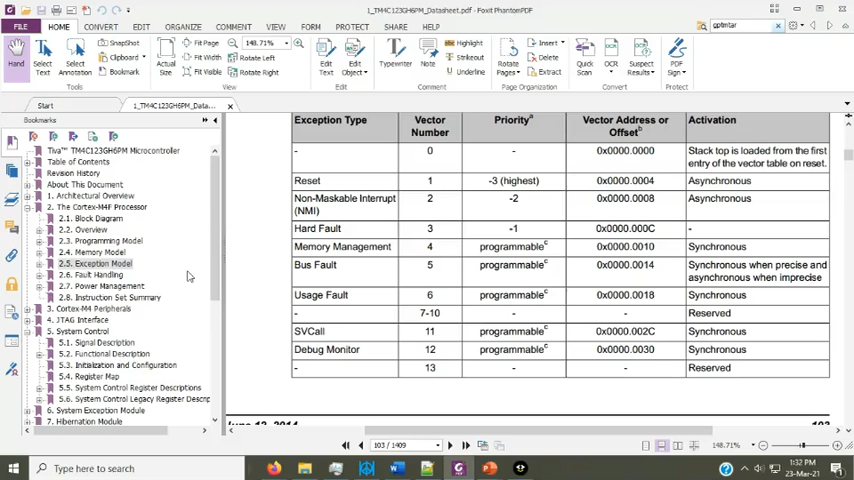 1_TM4C123GH6PM_Datasheet.pdf - Foxit PhantomPDF
FILE HOME CONVERT EDIT ORGANIZE COMMENT VIEW FORM PROTECT SHARE HELP gptmtar
Hand
Select Text
Select Annotation
SnapShot
Clipboard
Bookmark
Tools
Actual Size
Fit Page
Fit Width
Fit Visible
148.71%
Rotate Left
Rotate Right
View
Edit Text
Edit Object
Edit
Typewriter
Note
Highlight
Strikeout
Underline
Comment
Rotate Pages
Insert
Delete
Extract
Page Organization
Quick Scan
OCR
Suspect Results
Convert
PDF Sign
Protect
Start 1_TM4C123GH6PM_Data...
Bookmarks
Tiva™ TM4C123GH6PM Microcontroller
Table of Contents
Revision History
About This Document
1. Architectural Overview
2. The Cortex-M4F Processor
2.1. Block Diagram
2.2. Overview
2.3. Programming Model
2.4. Memory Model
2.5. Exception Model
2.6. Fault Handling
2.7. Power Management
2.8. Instruction Set Summary
3. Cortex-M4 Peripherals
4. JTAG Interface
5. System Control
5.1. Signal Description
5.2. Functional Description
5.3. Initialization and Configuration
5.4. Register Map
5.5. System Control Register Descriptions
5.6. System Control Legacy Register Descrip
6. System Exception Module
7. Hibernation Module
Exception Type Vector Number Priorityᵃ Vector Address or Offsetᵇ Activation
- 0 - 0x0000.0000 Stack top is loaded from the first entry of the vector table on reset.
Reset 1 -3 (highest) 0x0000.0004 Asynchronous
Non-Maskable Interrupt (NMI) 2 -2 0x0000.0008 Asynchronous
Hard Fault 3 -1 0x0000.000C -
Memory Management 4 programmableᶜ 0x0000.0010 Synchronous
Bus Fault 5 programmableᶜ 0x0000.0014 Synchronous when precise and asynchronous when imprecise
Usage Fault 6 programmableᶜ 0x0000.0018 Synchronous
- 7-10 - - Reserved
SVCall 11 programmableᶜ 0x0000.002C Synchronous
Debug Monitor 12 programmableᶜ 0x0000.0030 Synchronous
- 13 - - Reserved
June 12, 2014 103
103 / 1409 148.71%
Type here to search
1:32 PM
23-Mar-21